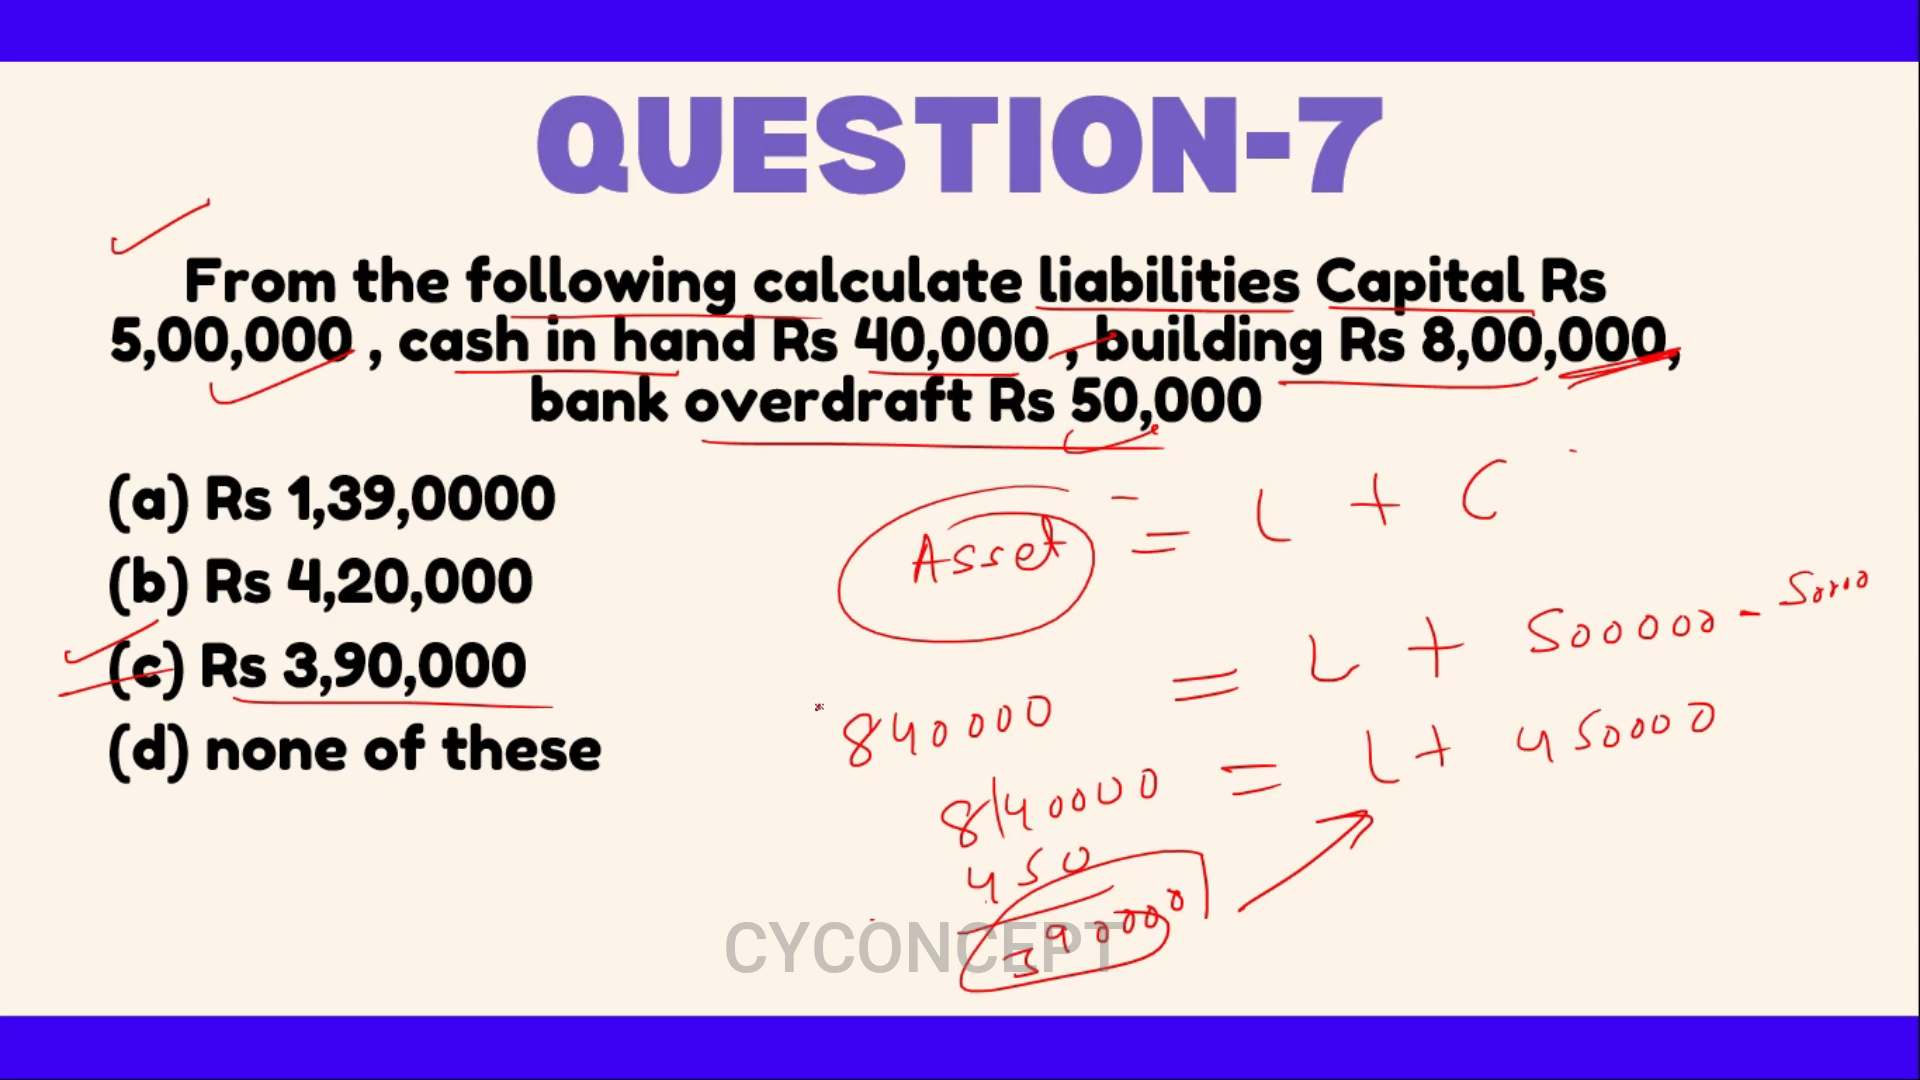 QUESTION-7
From the following calculate liabilities Capital Rs
5,00,000 , cash in hand Rs 40,000 , building Rs 8,00,000,
bank overdraft Rs 50,000
(a) Rs 1,39,0000
(b) Rs 4,20,000
(c) Rs 3,90,000
(d) none of these
Asset = L + C
840000 = L + 500000 - 50000
840000 = L + 450000
450
390000
CYCONCEPT